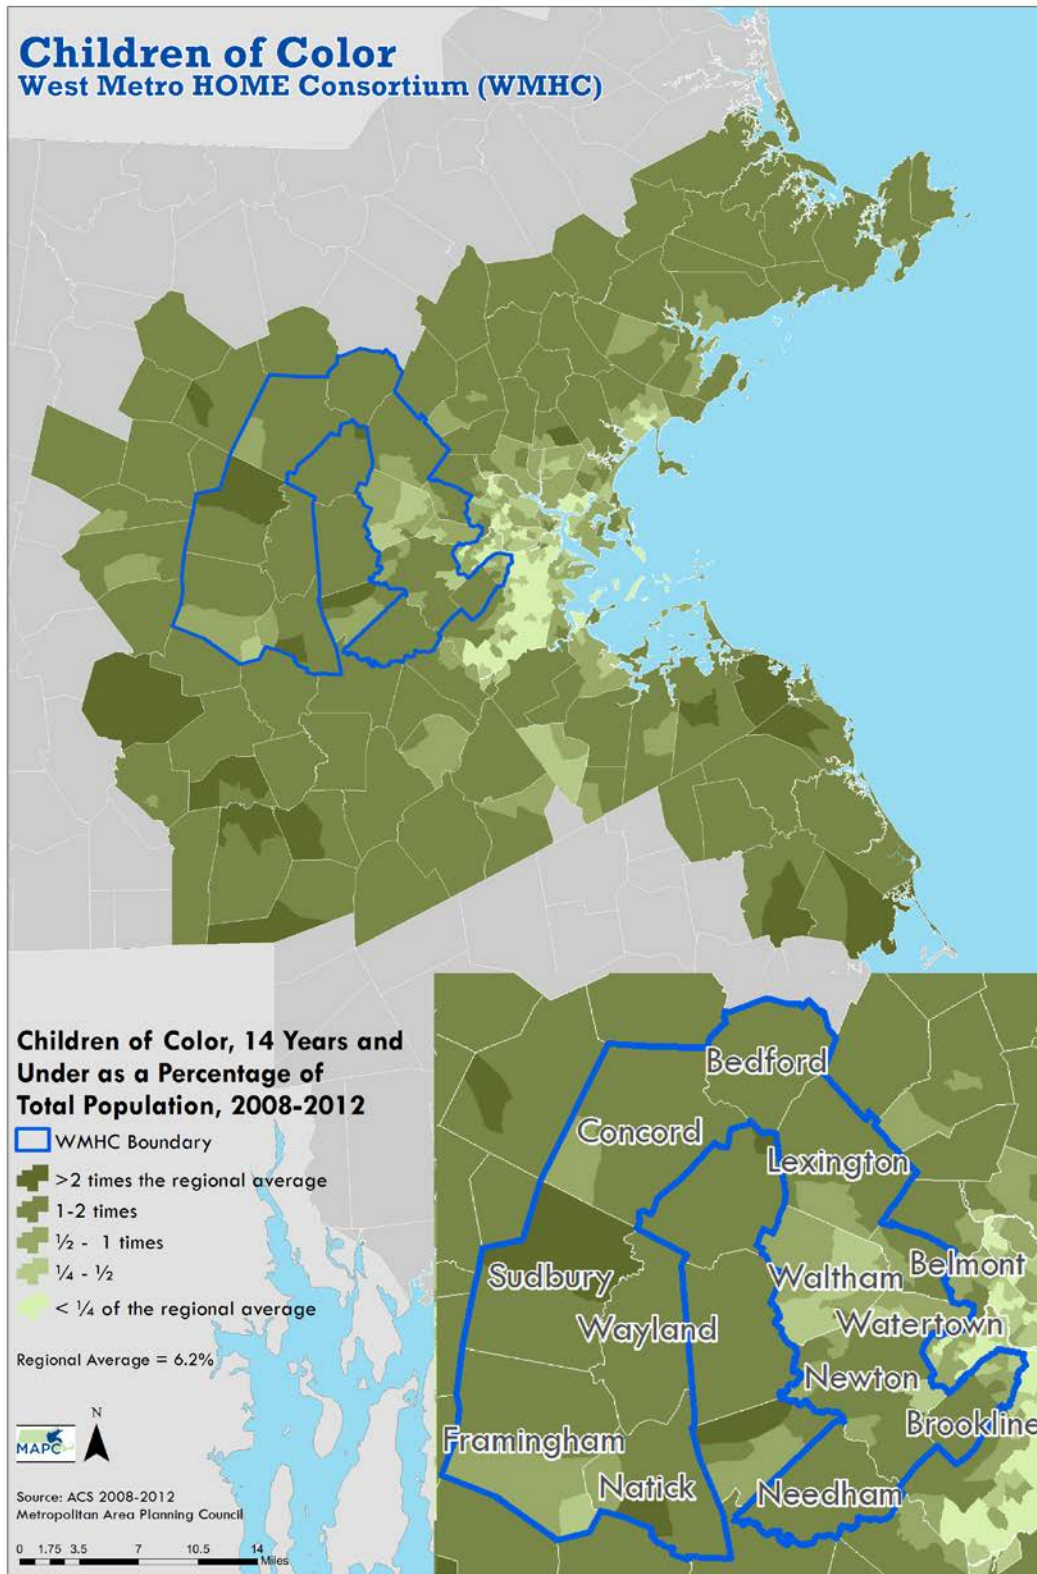 Children of Color
West Metro HOME Consortium (WMHC)
Children of Color, 14 Years and
Under as a Percentage of
Total Population, 2008-2012
WMHC Boundary
>2 times the regional average
1-2 times
½ - 1 times
¼ - ½
< ¼ of the regional average
Regional Average = 6.2%
N
MAPC
Source: ACS 2008-2012
Metropolitan Area Planning Council
0 1.75 3.5 7 10.5 14
Miles
Bedford
Concord
Lexington
Sudbury
Waltham
Belmont
Wayland
Watertown
Newton
Brookline
Framingham
Natick
Needham